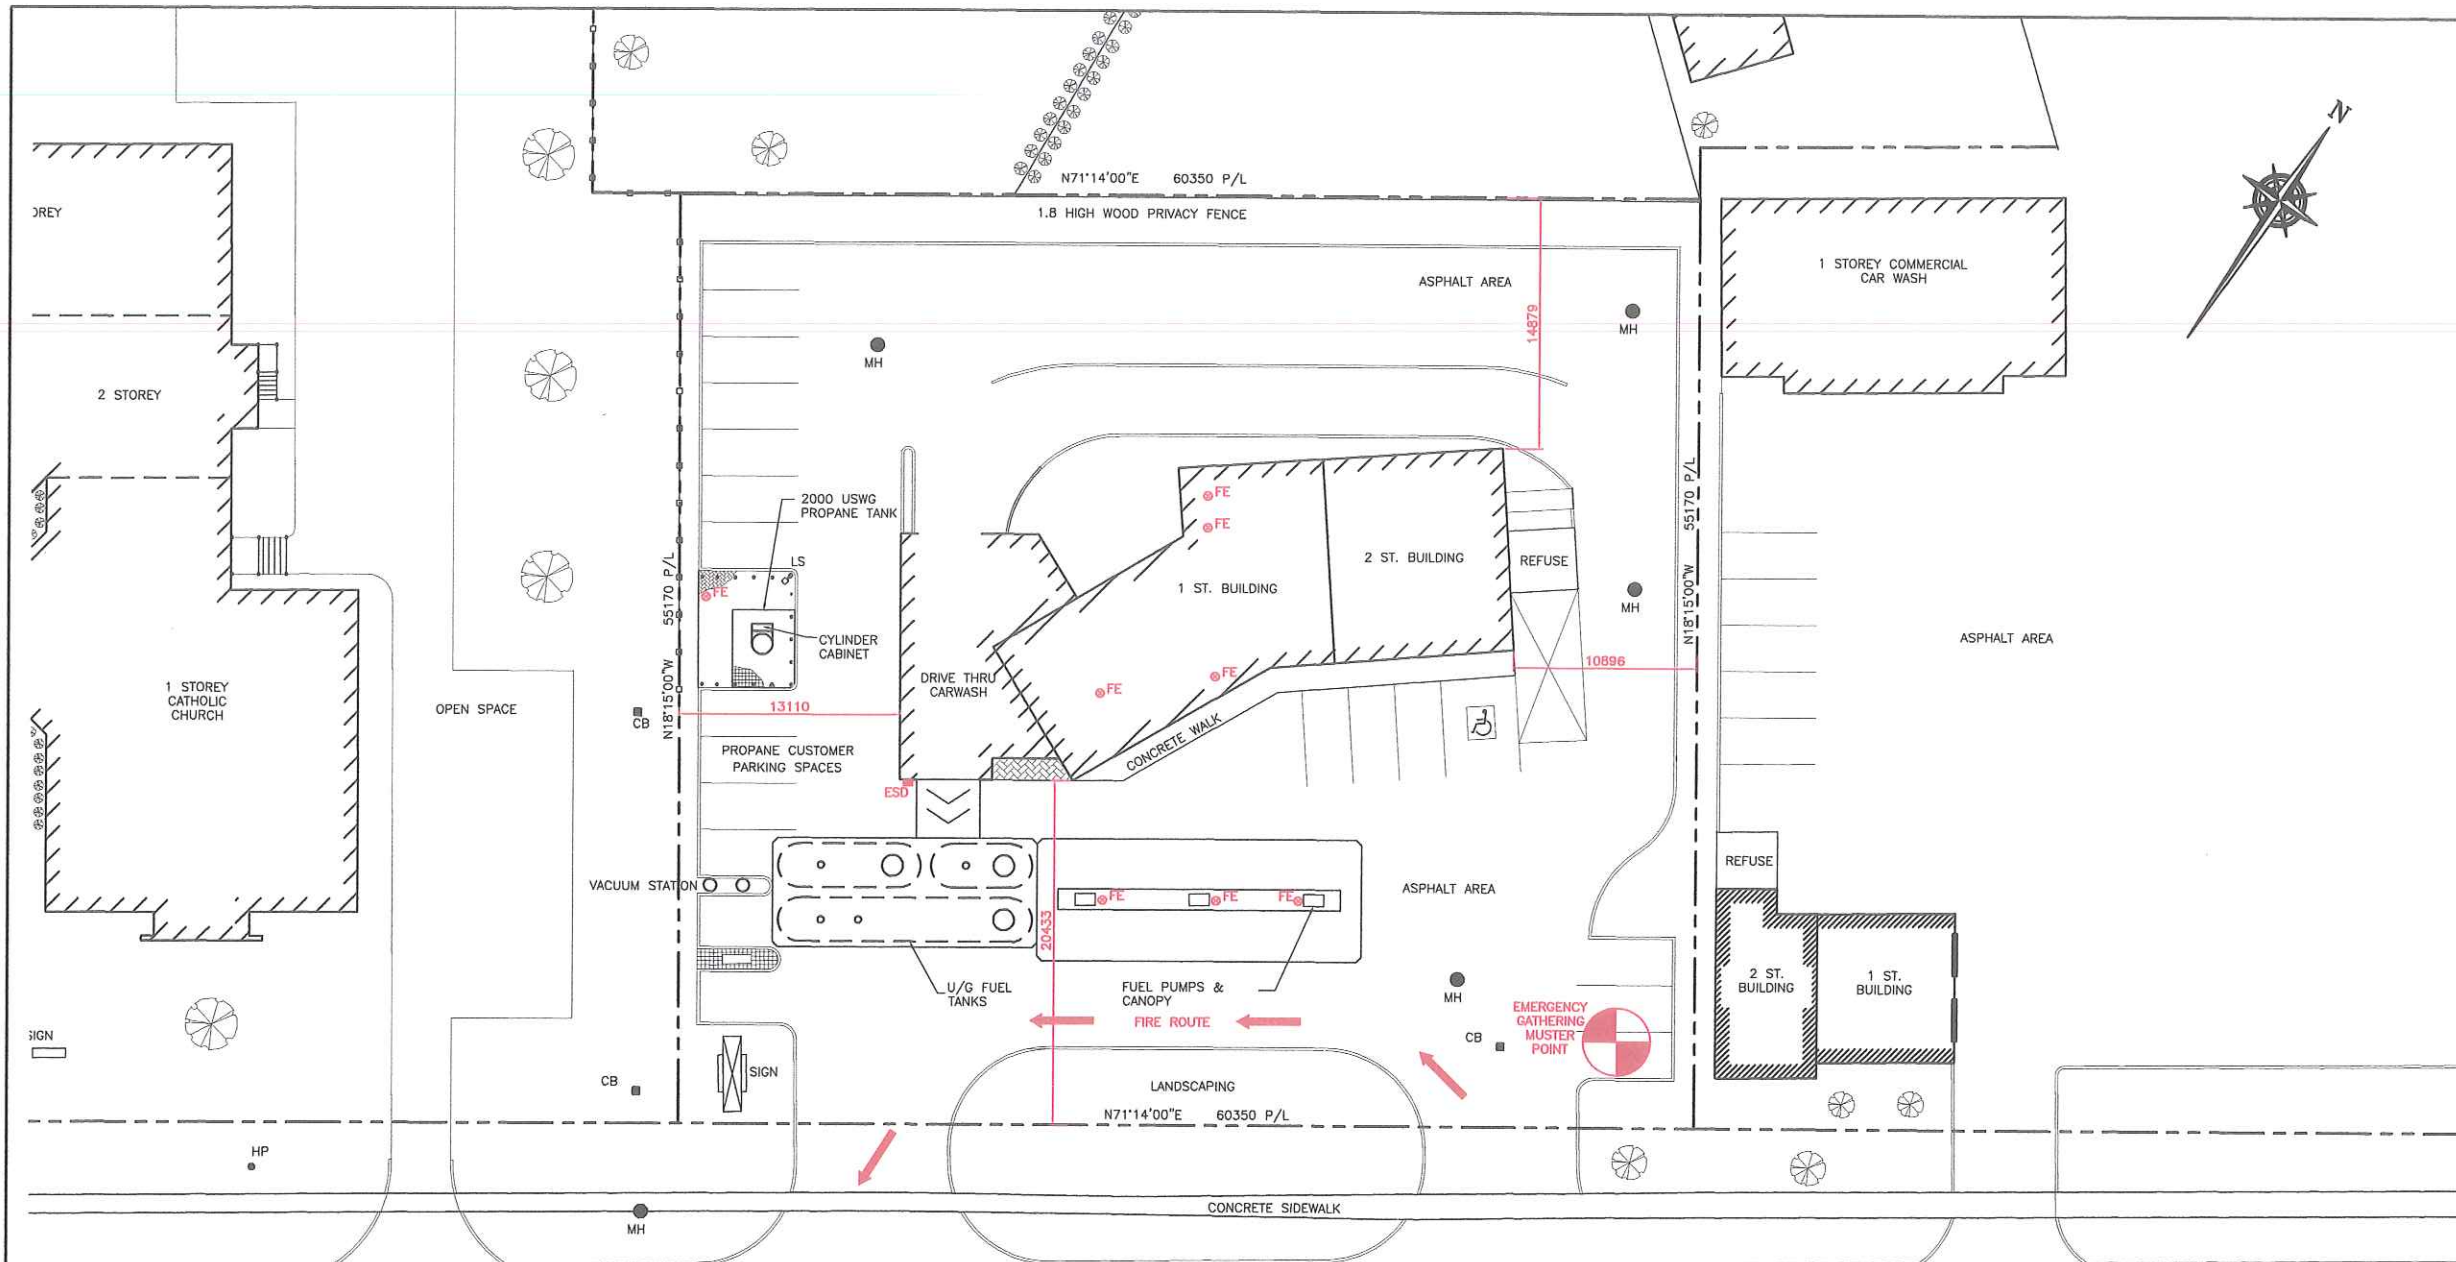 N
N71°14'00"E 60350 P/L
1.8 HIGH WOOD PRIVACY FENCE
OREY
1 STOREY COMMERCIAL
CAR WASH
ASPHALT AREA
14879
MH
MH
2 STOREY
2000 USWG
PROPANE TANK
LS
FE
FE
FE
2 ST. BUILDING
REFUSE
1 ST. BUILDING
N18°15'00"W 55170 P/L
N18°15'00"W 55170 P/L
MH
CYLINDER
CABINET
ASPHALT AREA
10896
DRIVE THRU
CARWASH
FE
FE
1 STOREY
CATHOLIC
CHURCH
OPEN SPACE
CB
13110
CONCRETE WALK
PROPANE CUSTOMER
PARKING SPACES
ESD
VACUUM STATION
FE
FE
FE
ASPHALT AREA
REFUSE
20433
U/G FUEL
TANKS
FUEL PUMPS &
CANOPY
MH
2 ST.
BUILDING
1 ST.
BUILDING
FIRE ROUTE
EMERGENCY
GATHERING
MUSTER
POINT
CB
SIGN
SIGN
CB
LANDSCAPING
N71°14'00"E 60350 P/L
HP
CONCRETE SIDEWALK
MH